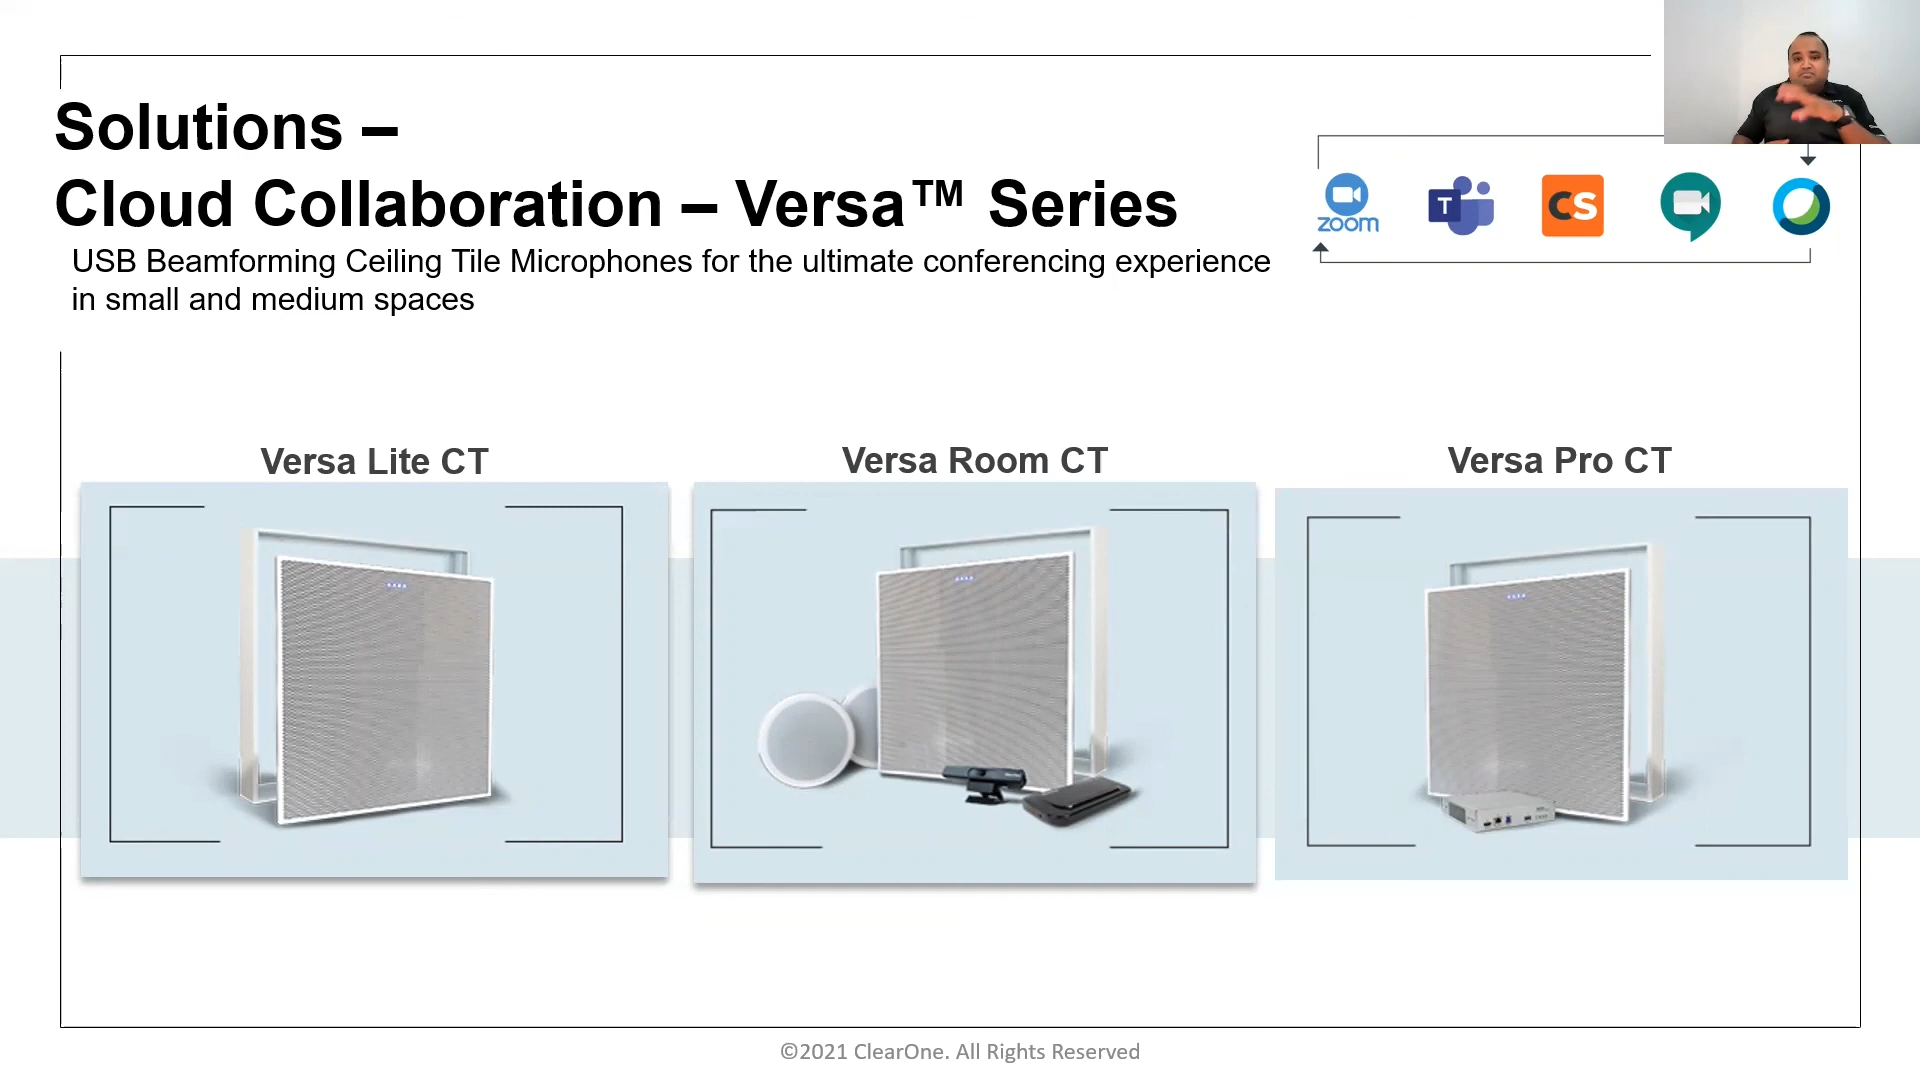 Solutions –
Cloud Collaboration – Versa™ Series
USB Beamforming Ceiling Tile Microphones for the ultimate conferencing experience
in small and medium spaces
zoom
T
CS
Versa Lite CT
Versa Room CT
Versa Pro CT
©2021 ClearOne. All Rights Reserved